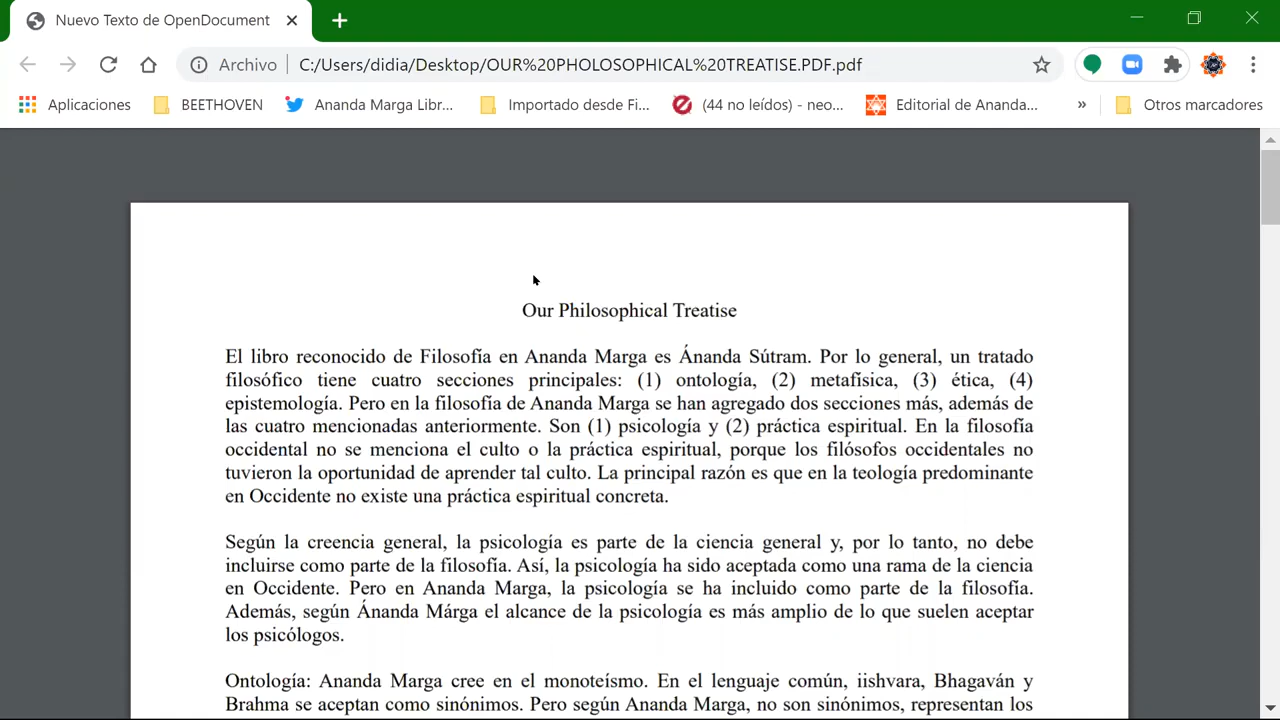 Nuevo Texto de OpenDocument
Archivo
C:/Users/didia/Desktop/OUR%20PHOLOSOPHICAL%20TREATISE.PDF.pdf
Aplicaciones BEETHOVEN Ananda Marga Libr... Importado desde Fi... (44 no leídos) - neo... Editorial de Ananda... » Otros marcadores
Our Philosophical Treatise
El libro reconocido de Filosofía en Ananda Marga es Ánanda Sútram. Por lo general, un tratado
filosófico tiene cuatro secciones principales: (1) ontología, (2) metafísica, (3) ética, (4)
epistemología. Pero en la filosofía de Ananda Marga se han agregado dos secciones más, además de
las cuatro mencionadas anteriormente. Son (1) psicología y (2) práctica espiritual. En la filosofía
occidental no se menciona el culto o la práctica espiritual, porque los filósofos occidentales no
tuvieron la oportunidad de aprender tal culto. La principal razón es que en la teología predominante
en Occidente no existe una práctica espiritual concreta.
Según la creencia general, la psicología es parte de la ciencia general y, por lo tanto, no debe
incluirse como parte de la filosofía. Así, la psicología ha sido aceptada como una rama de la ciencia
en Occidente. Pero en Ananda Marga, la psicología se ha incluido como parte de la filosofía.
Además, según Ánanda Márga el alcance de la psicología es más amplio de lo que suelen aceptar
los psicólogos.
Ontología: Ananda Marga cree en el monoteísmo. En el lenguaje común, iishvara, Bhagaván y
Brahma se aceptan como sinónimos. Pero según Ananda Marga, no son sinónimos, representan los